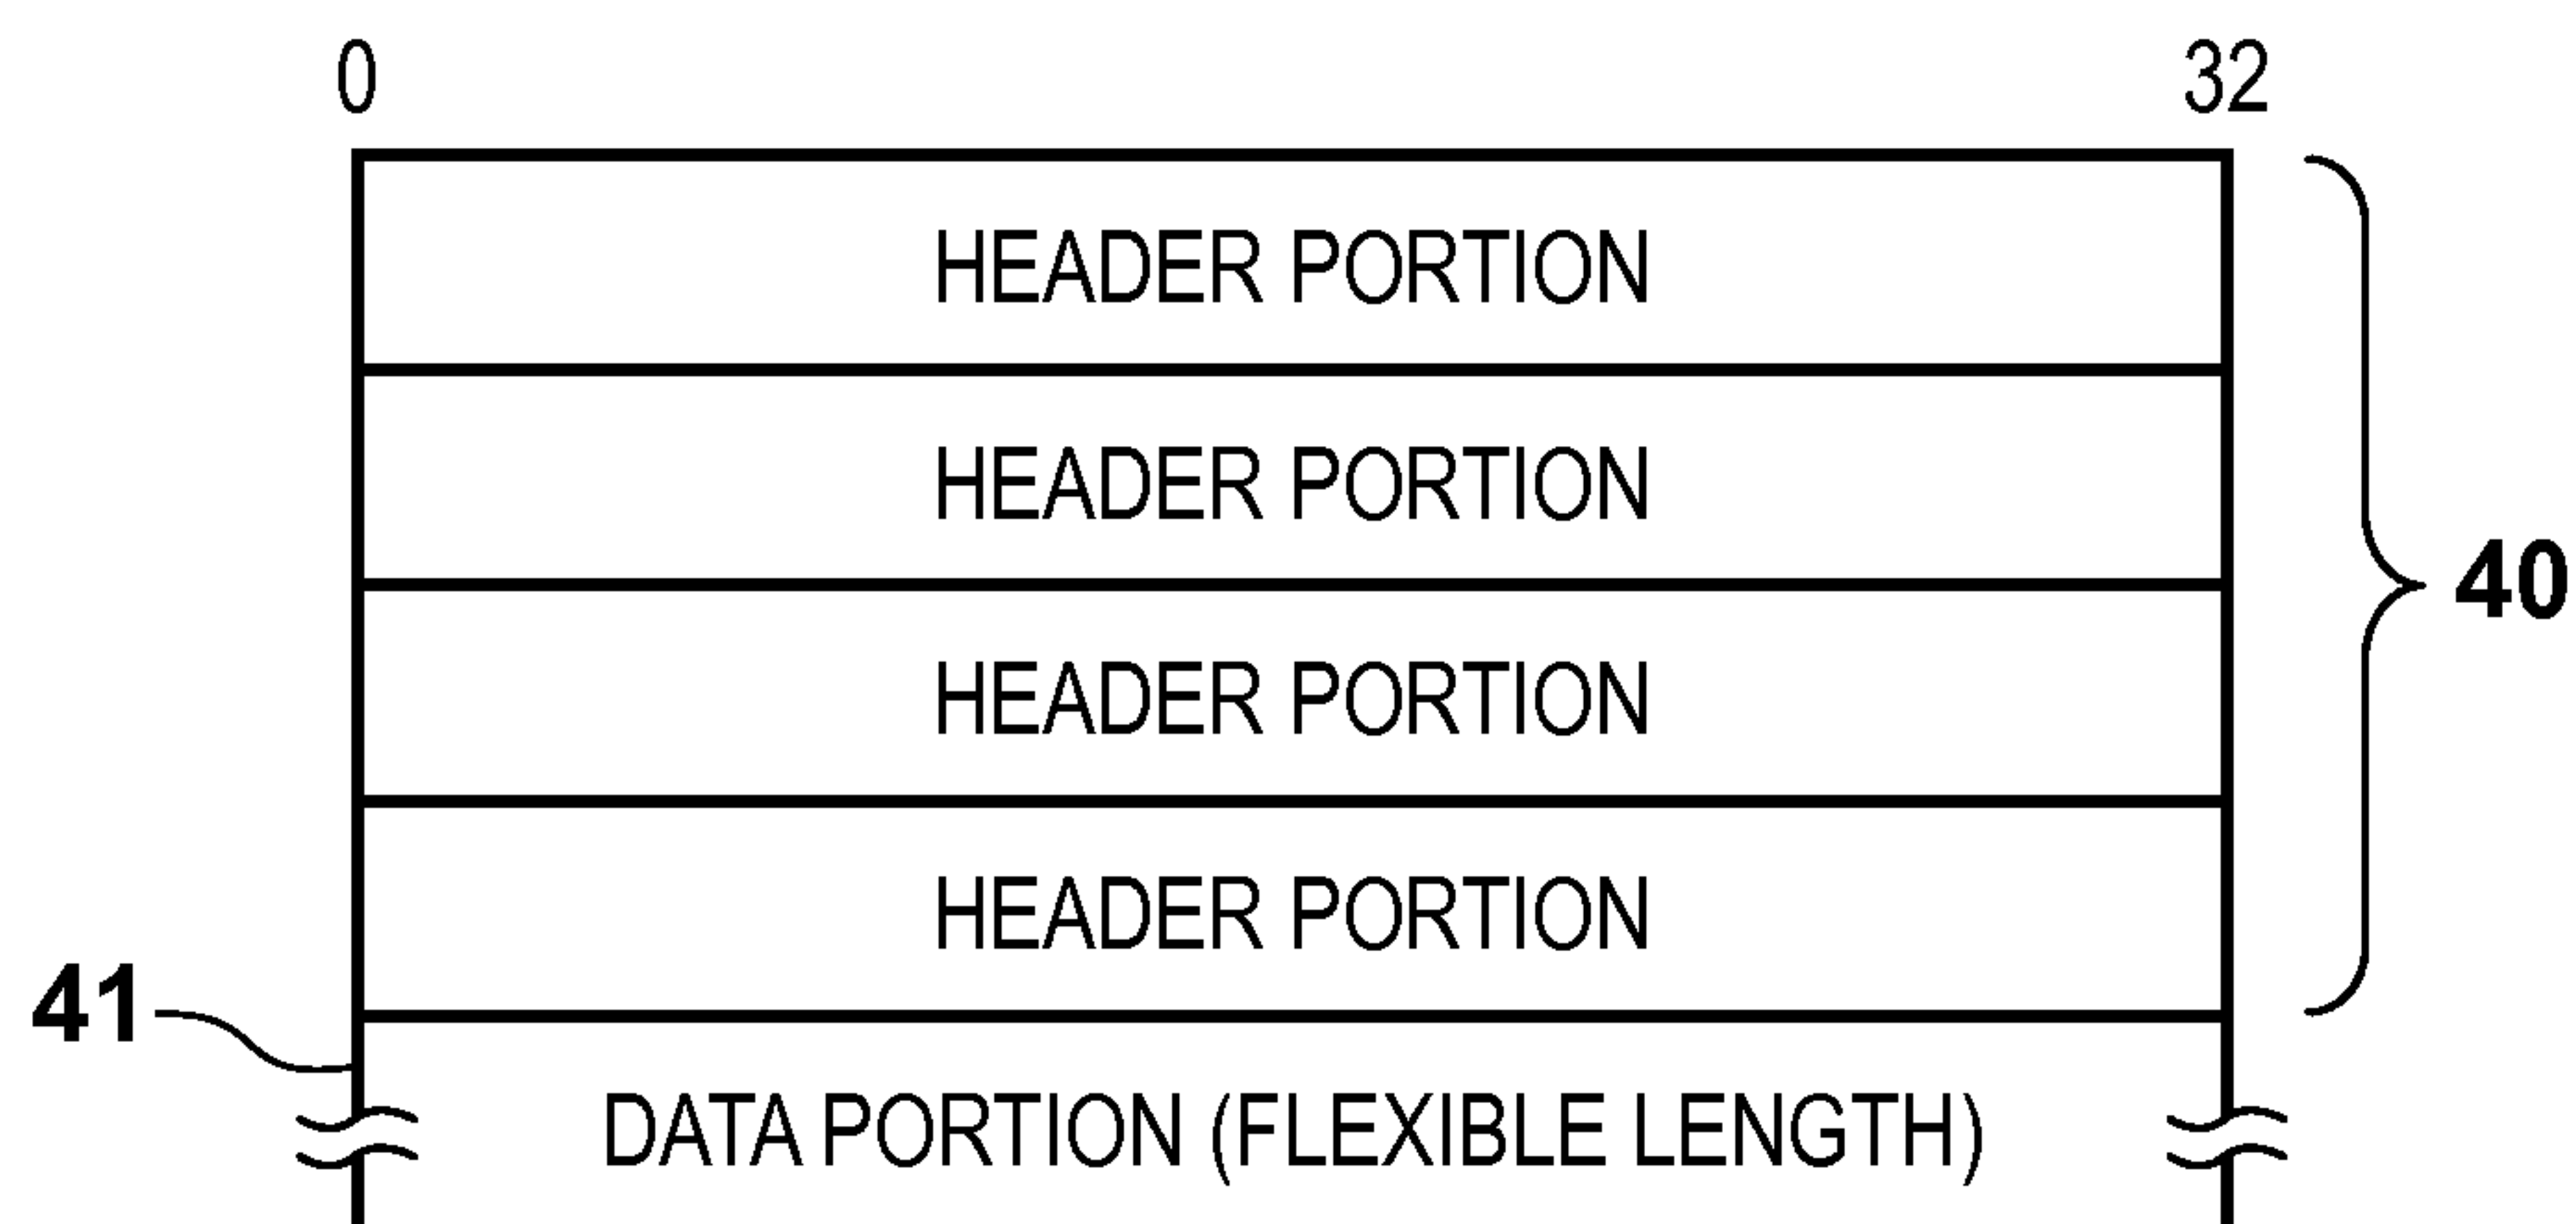 0 32
HEADER PORTION
HEADER PORTION
40
HEADER PORTION
HEADER PORTION
41
DATA PORTION (FLEXIBLE LENGTH)